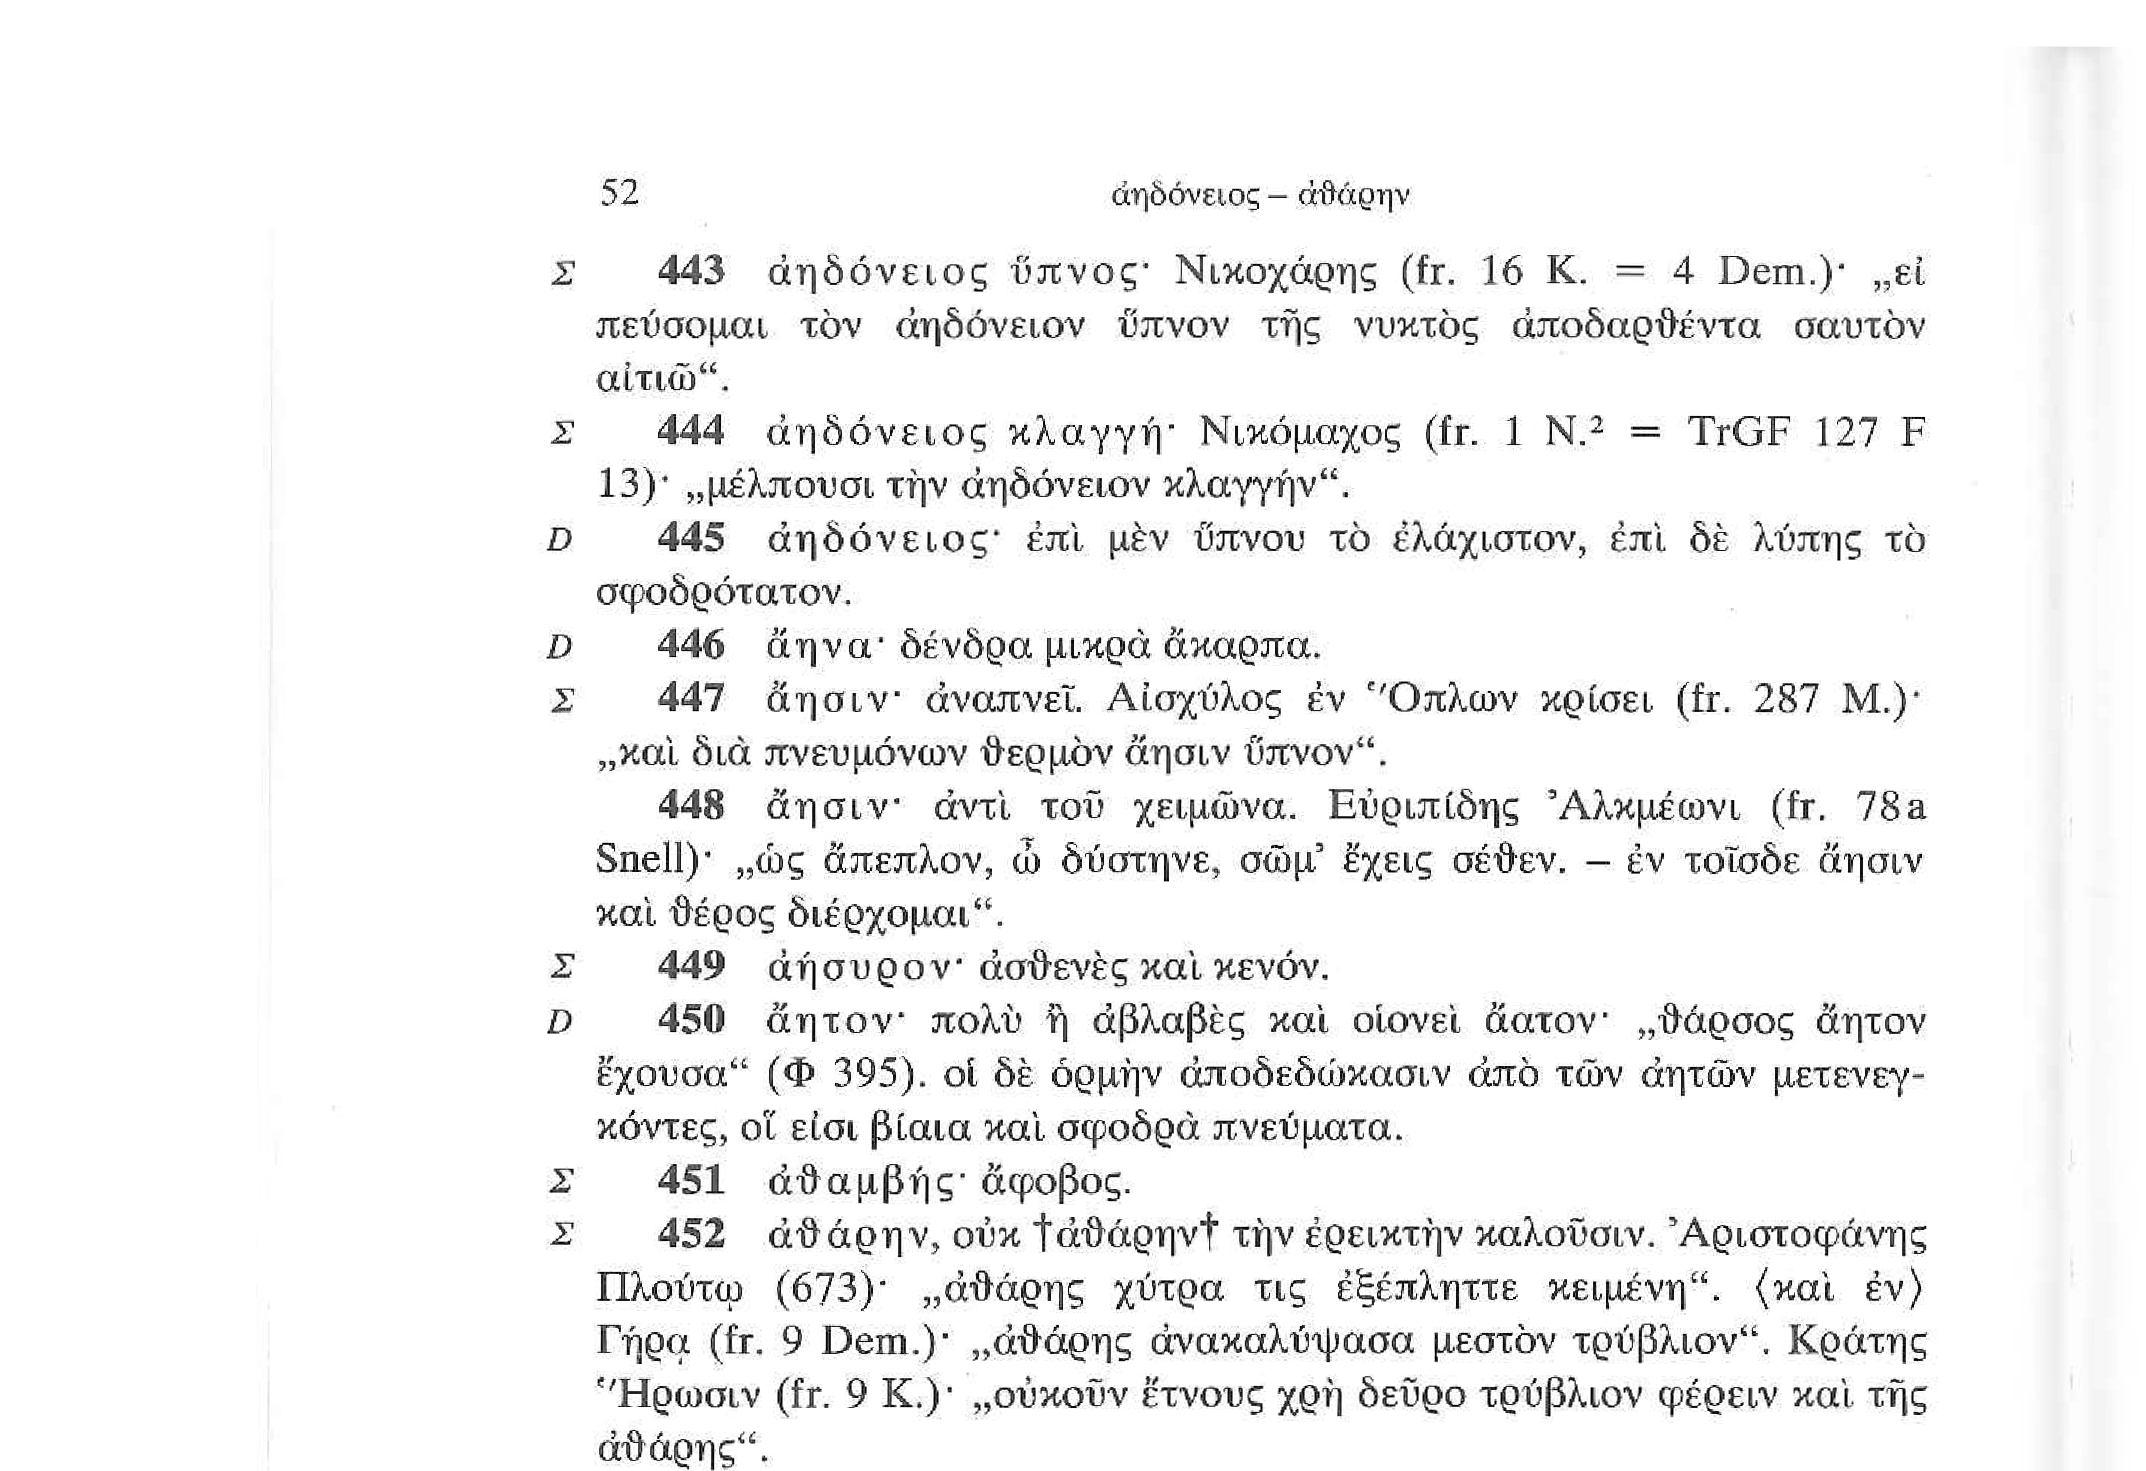 52 ἀηδόνειος – ἀθάρην
Σ 443 ἀηδόνειος ὕπνος· Νικοχάρης (fr. 16 K. = 4 Dem.)· „εἰ
πεύσομαι τὸν ἀηδόνειον ὕπνον τῆς νυκτὸς ἀποδαρθέντα σαυτὸν
αἰτιῶ“.
Σ 444 ἀηδόνειος κλαγγή· Νικόμαχος (fr. 1 N.² = TrGF 127 F
13)· „μέλπουσι τὴν ἀηδόνειον κλαγγήν“.
D 445 ἀηδόνειος· ἐπὶ μὲν ὕπνου τὸ ἐλάχιστον, ἐπὶ δὲ λύπης τὸ
σφοδρότατον.
D 446 ἄηνα· δένδρα μικρὰ ἄκαρπα.
Σ 447 ἄησιν· ἀναπνεῖ. Αἰσχύλος ἐν Ὅπλων κρίσει (fr. 287 M.)·
„καὶ διὰ πνευμόνων θερμὸν ἄησιν ὕπνον“.
448 ἄησιν· ἀντὶ τοῦ χειμῶνα. Εὐριπίδης Ἀλκμέωνι (fr. 78a
Snell)· „ὡς ἄπεπλον, ὦ δύστηνε, σῶμ’ ἔχεις σέθεν. – ἐν τοῖσδε ἄησιν
καὶ θέρος διέρχομαι“.
Σ 449 ἀήσυρον· ἀσθενὲς καὶ κενόν.
D 450 ἄητον· πολὺ ἢ ἀβλαβὲς καὶ οἱονεὶ ἄατον· „θάρσος ἄητον
ἔχουσα“ (Φ 395). οἱ δὲ ὁρμὴν ἀποδεδώκασιν ἀπὸ τῶν ἀητῶν μετενεγ-
κόντες, οἵ εἰσι βίαια καὶ σφοδρὰ πνεύματα.
Σ 451 ἀθαμβής· ἄφοβος.
Σ 452 ἀθάρην, οὐκ †ἀθάρην† τὴν ἐρεικτὴν καλοῦσιν. Ἀριστοφάνης
Πλούτῳ (673)· „ἀθάρης χύτρα τις ἐξέπληττε κειμένη“. ⟨καὶ ἐν⟩
Γήρᾳ (fr. 9 Dem.)· „ἀθάρης ἀνακαλύψασα μεστὸν τρύβλιον“. Κράτης
Ἥρωσιν (fr. 9 K.)· „οὐκοῦν ἔτνους χρὴ δεῦρο τρύβλιον φέρειν καὶ τῆς
ἀθάρης“.